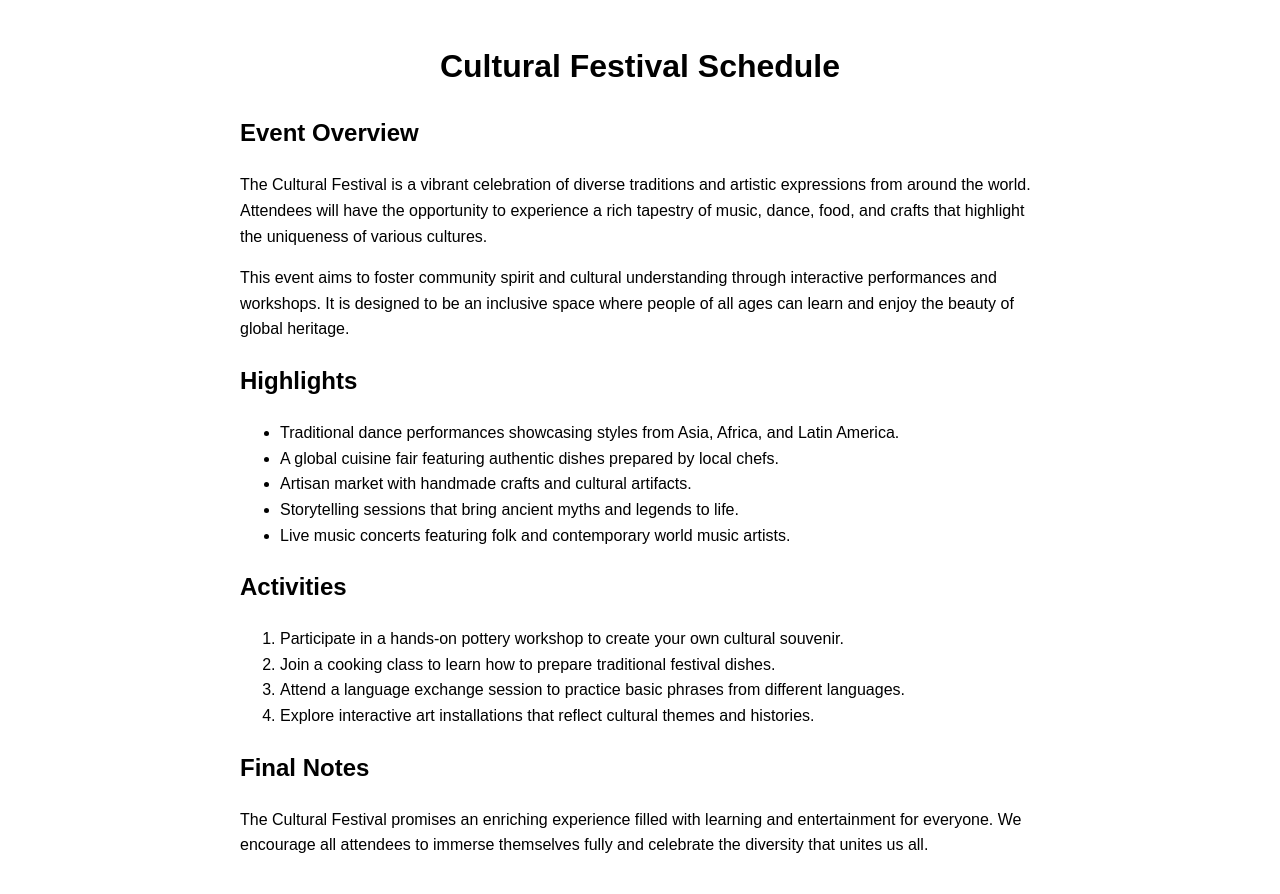 Cultural Festival Schedule
Event Overview
The Cultural Festival is a vibrant celebration of diverse traditions and artistic expressions from around the world.
Attendees will have the opportunity to experience a rich tapestry of music, dance, food, and crafts that highlight
the uniqueness of various cultures.
This event aims to foster community spirit and cultural understanding through interactive performances and
workshops. It is designed to be an inclusive space where people of all ages can learn and enjoy the beauty of
global heritage.
Highlights
• Traditional dance performances showcasing styles from Asia, Africa, and Latin America.
• A global cuisine fair featuring authentic dishes prepared by local chefs.
• Artisan market with handmade crafts and cultural artifacts.
• Storytelling sessions that bring ancient myths and legends to life.
• Live music concerts featuring folk and contemporary world music artists.
Activities
1. Participate in a hands-on pottery workshop to create your own cultural souvenir.
2. Join a cooking class to learn how to prepare traditional festival dishes.
3. Attend a language exchange session to practice basic phrases from different languages.
4. Explore interactive art installations that reflect cultural themes and histories.
Final Notes
The Cultural Festival promises an enriching experience filled with learning and entertainment for everyone. We
encourage all attendees to immerse themselves fully and celebrate the diversity that unites us all.